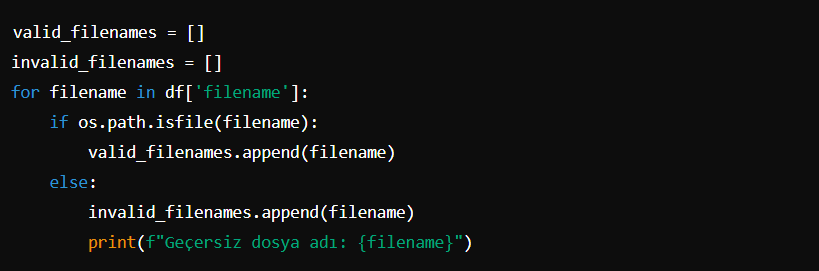 valid_filenames = []
invalid_filenames = []
for filename in df['filename']:
    if os.path.isfile(filename):
        valid_filenames.append(filename)
    else:
        invalid_filenames.append(filename)
        print(f"Geçersiz dosya adı: {filename}")